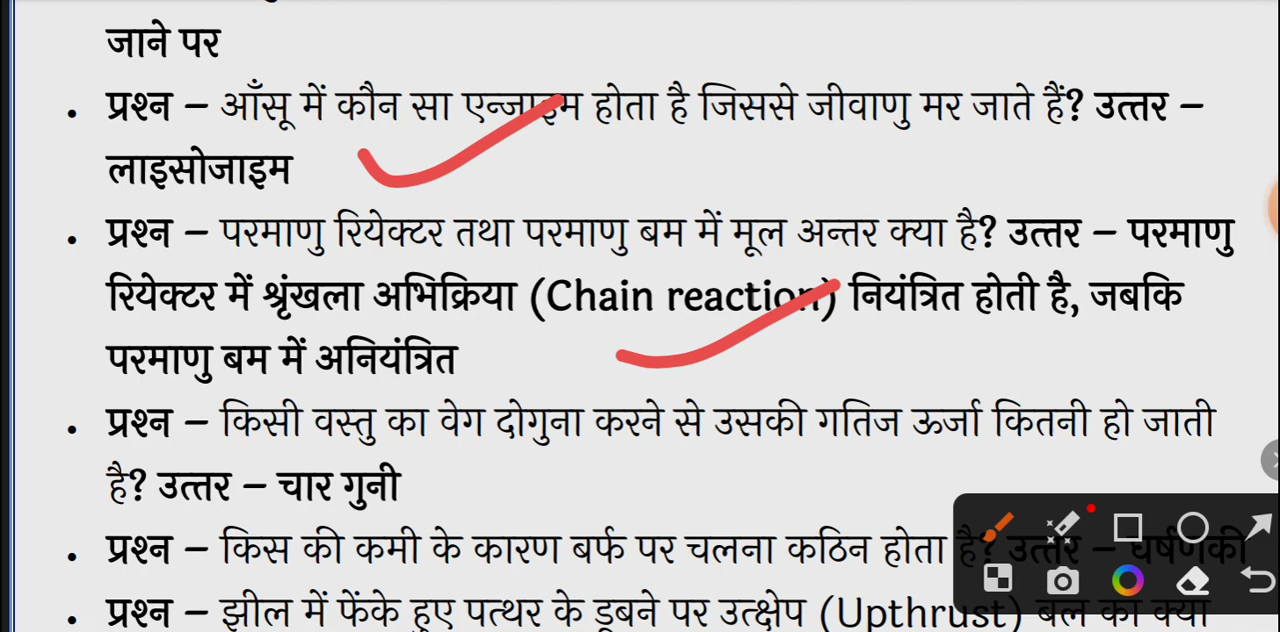 जाने पर
• प्रश्न – आँसू में कौन सा एन्जाइम होता है जिससे जीवाणु मर जाते हैं? उत्तर –
लाइसोजाइम
• प्रश्न – परमाणु रियेक्टर तथा परमाणु बम में मूल अन्तर क्या है? उत्तर – परमाणु
रियेक्टर में श्रृंखला अभिक्रिया (Chain reaction) नियंत्रित होती है, जबकि
परमाणु बम में अनियंत्रित
• प्रश्न – किसी वस्तु का वेग दोगुना करने से उसकी गतिज ऊर्जा कितनी हो जाती
है? उत्तर – चार गुनी
• प्रश्न – किस की कमी के कारण बर्फ पर चलना कठिन होता है? उत्तर – घर्षणकी
• प्रश्न – झील में फेंके हुए पत्थर के डूबने पर उत्क्षेप (Upthrust) बल का क्या